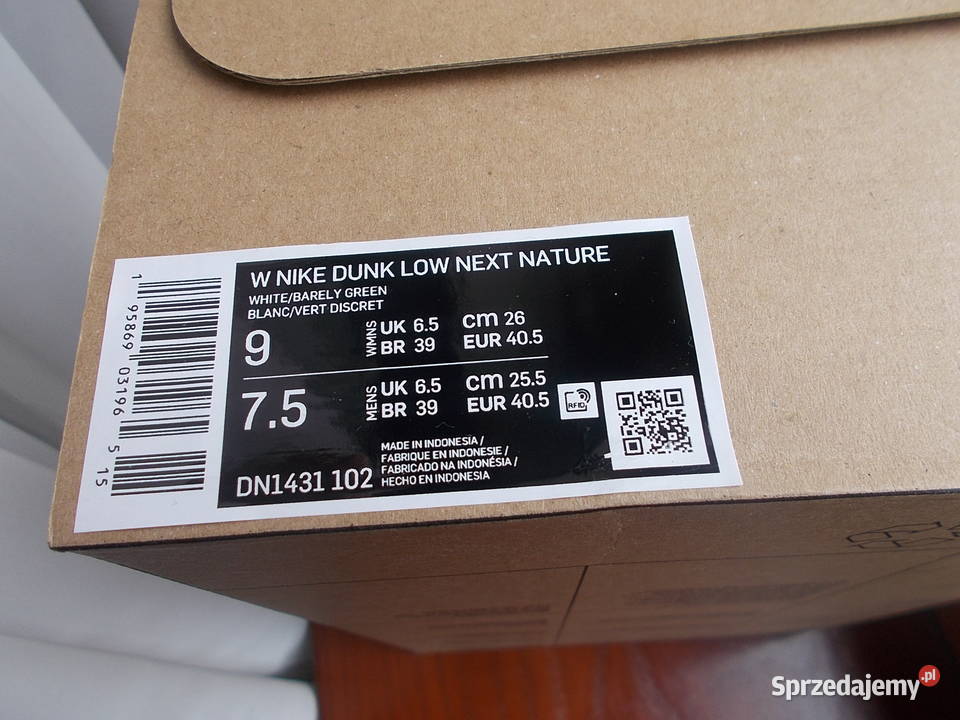 W NIKE DUNK LOW NEXT NATURE
WHITE/BARELY GREEN
BLANC/VERT DISCRET
9 WMNS UK 6.5 cm 26
BR 39 EUR 40.5
7.5 MENS UK 6.5 cm 25.5
BR 39 EUR 40.5
RFID
MADE IN INDONESIA /
FABRIQUE EN INDONESIE /
FABRICADO NA INDONÉSIA /
HECHO EN INDONESIA
DN1431 102
1 95869 03196 5 15
Sprzedajemy.pl